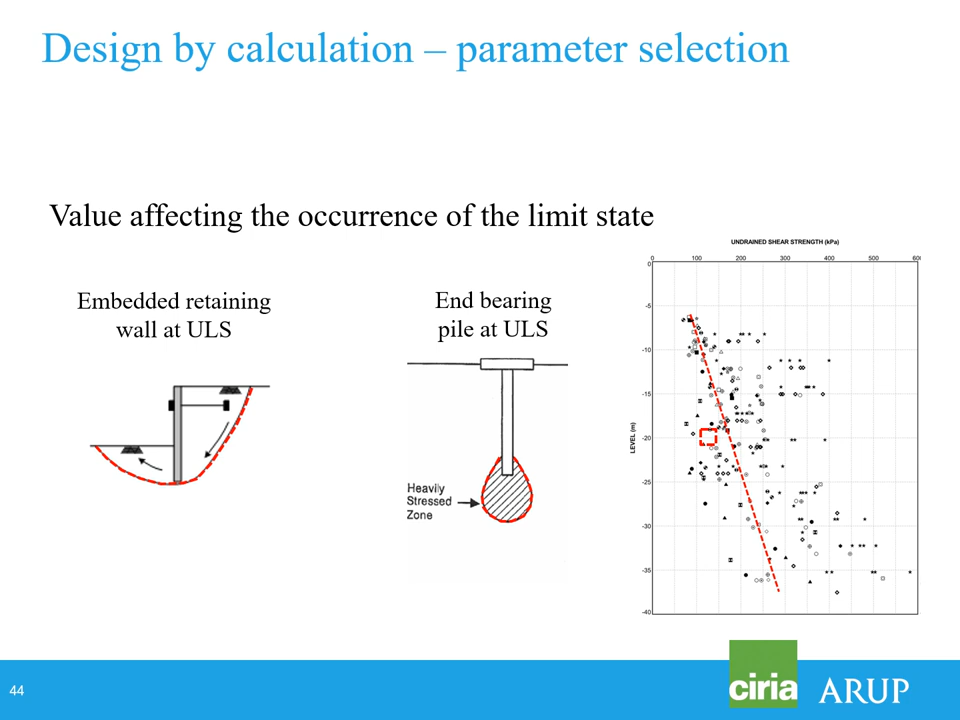 Design by calculation – parameter selection
Value affecting the occurrence of the limit state
Embedded retaining
wall at ULS
End bearing
pile at ULS
Heavily
Stressed
Zone
UNDRAINED SHEAR STRENGTH (kPa)
0 100 200 300 400 500 60
LEVEL (m)
0
-5
-10
-15
-20
-25
-30
-35
-40
44
ciria
ARUP